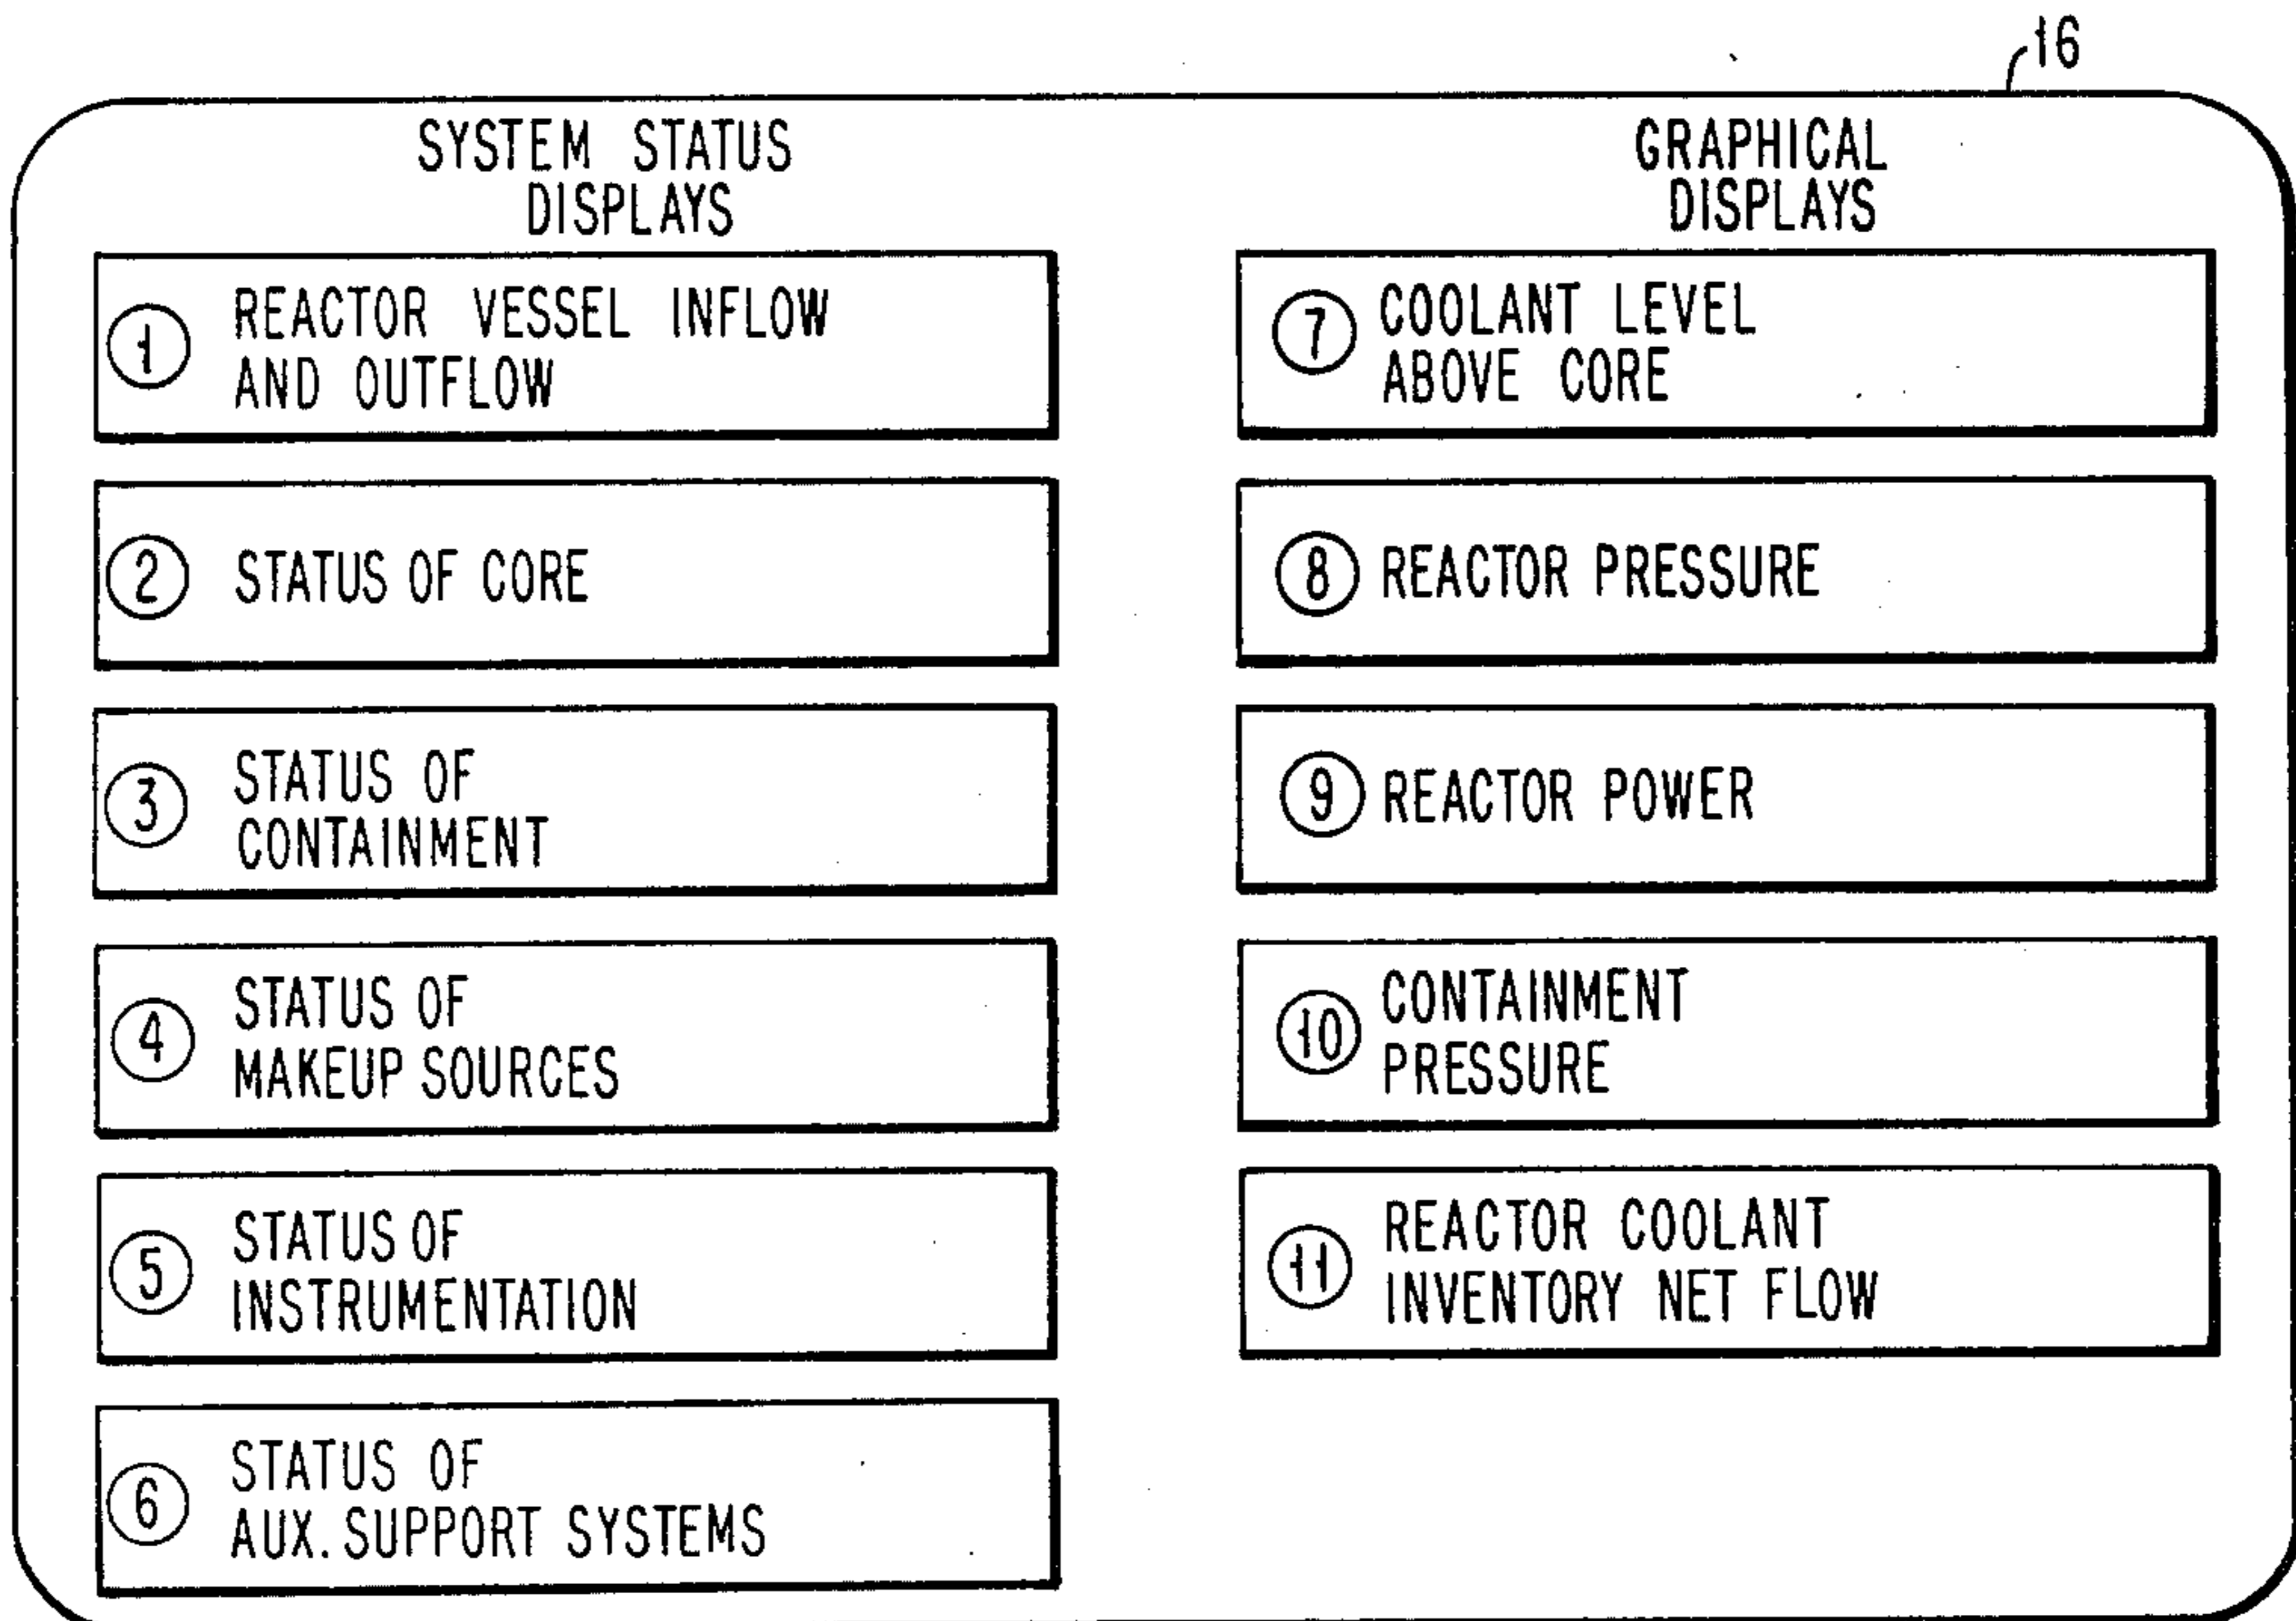 16
SYSTEM STATUS
DISPLAYS
1 REACTOR VESSEL INFLOW
AND OUTFLOW
2 STATUS OF CORE
3 STATUS OF
CONTAINMENT
4 STATUS OF
MAKEUP SOURCES
5 STATUS OF
INSTRUMENTATION
6 STATUS OF
AUX. SUPPORT SYSTEMS
GRAPHICAL
DISPLAYS
7 COOLANT LEVEL
ABOVE CORE
8 REACTOR PRESSURE
9 REACTOR POWER
10 CONTAINMENT
PRESSURE
11 REACTOR COOLANT
INVENTORY NET FLOW